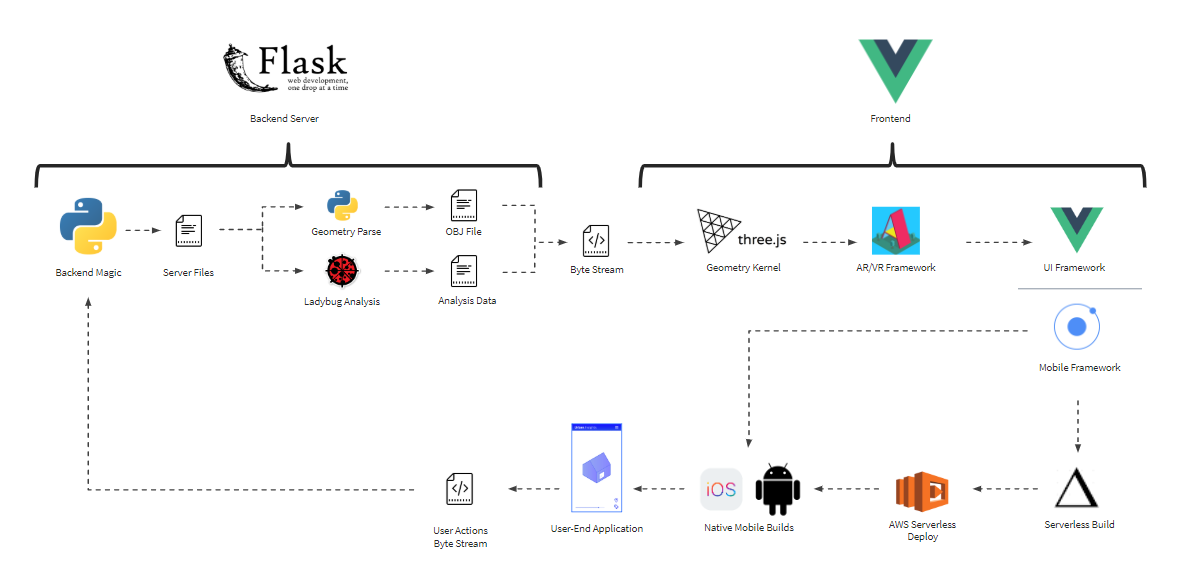 Flask
web development,
one drop at a time
Backend Server
Frontend
Backend Magic
Server Files
Geometry Parse
OBJ File
Ladybug Analysis
Analysis Data
</>
Byte Stream
three.js
Geometry Kernel
AR/VR Framework
UI Framework
Mobile Framework
</>
User Actions
Byte Stream
User-End Application
iOS
Native Mobile Builds
AWS Serverless
Deploy
Serverless Build